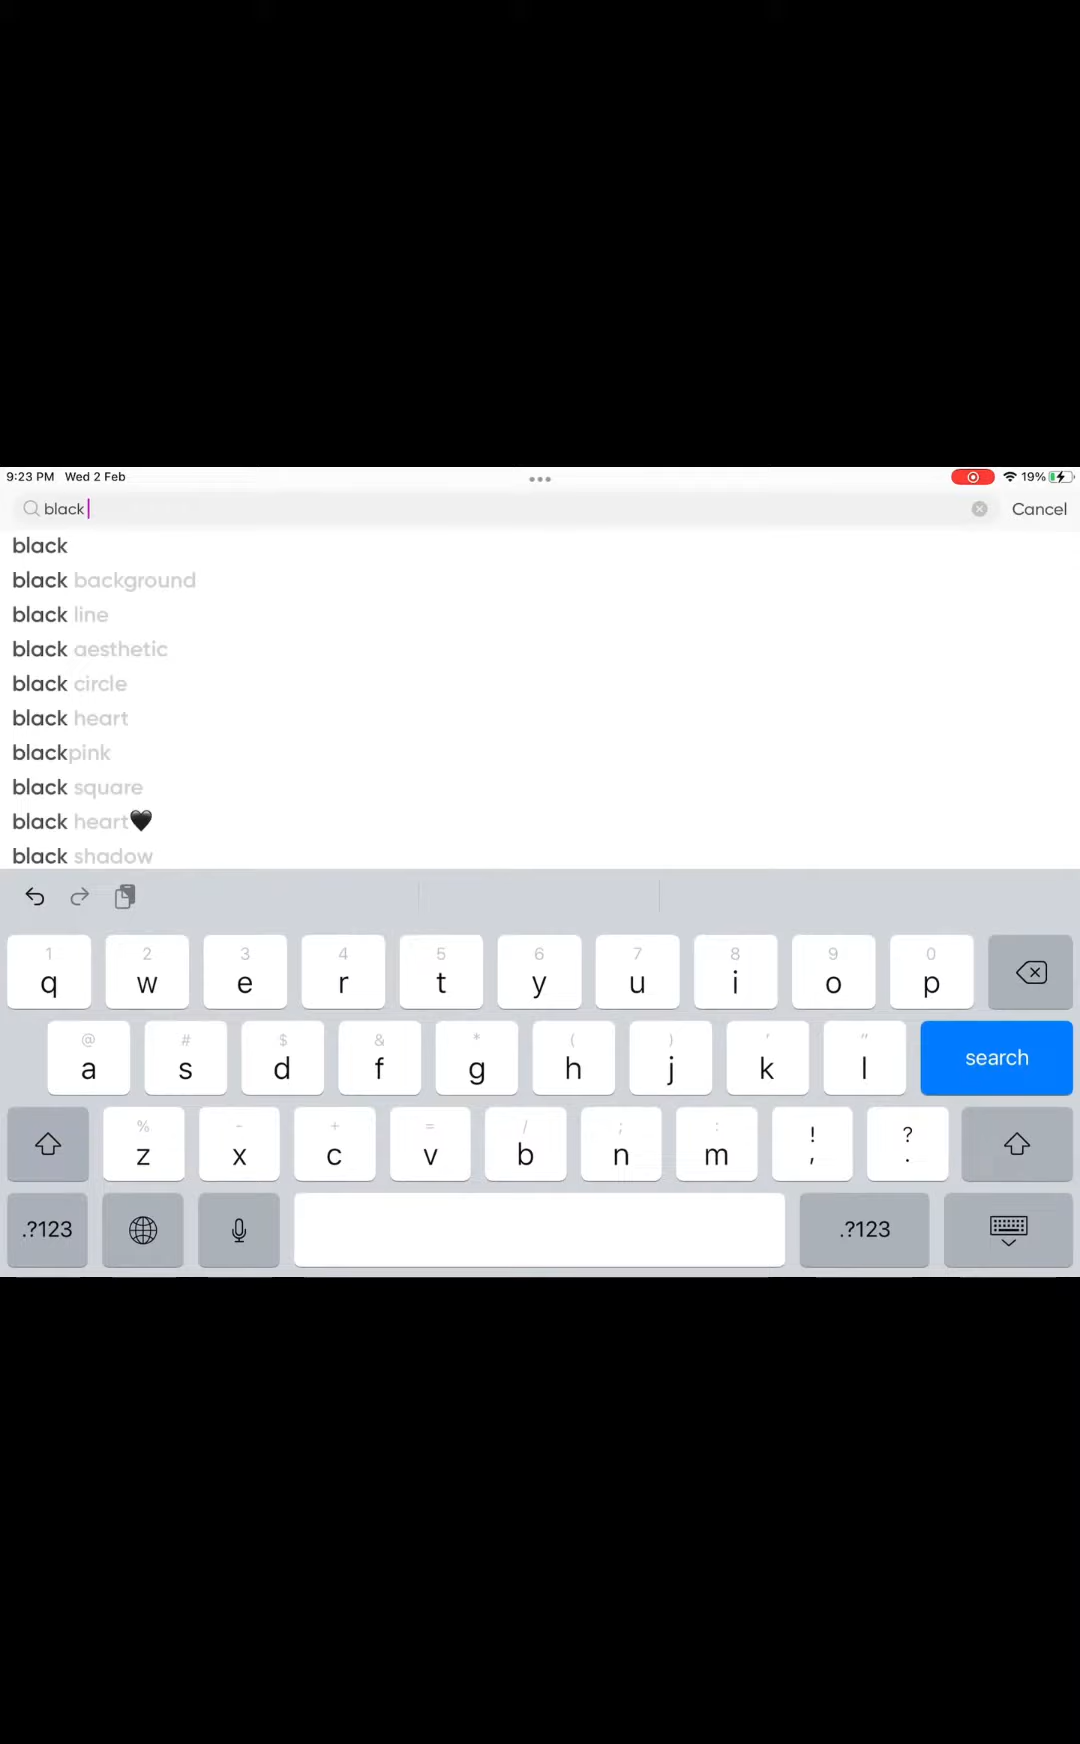 9:23 PM Wed 2 Feb 19%
black Cancel
black
black background
black line
black aesthetic
black circle
black heart
blackpink
black square
black heart🖤
black shadow
1 2 3 4 5 6 7 8 9 0
q w e r t y u i o p
@ # $ & * ( ) ' "
a s d f g h j k l search
% - + = / ; : ! ?
z x c v b n m , .
.?123 .?123